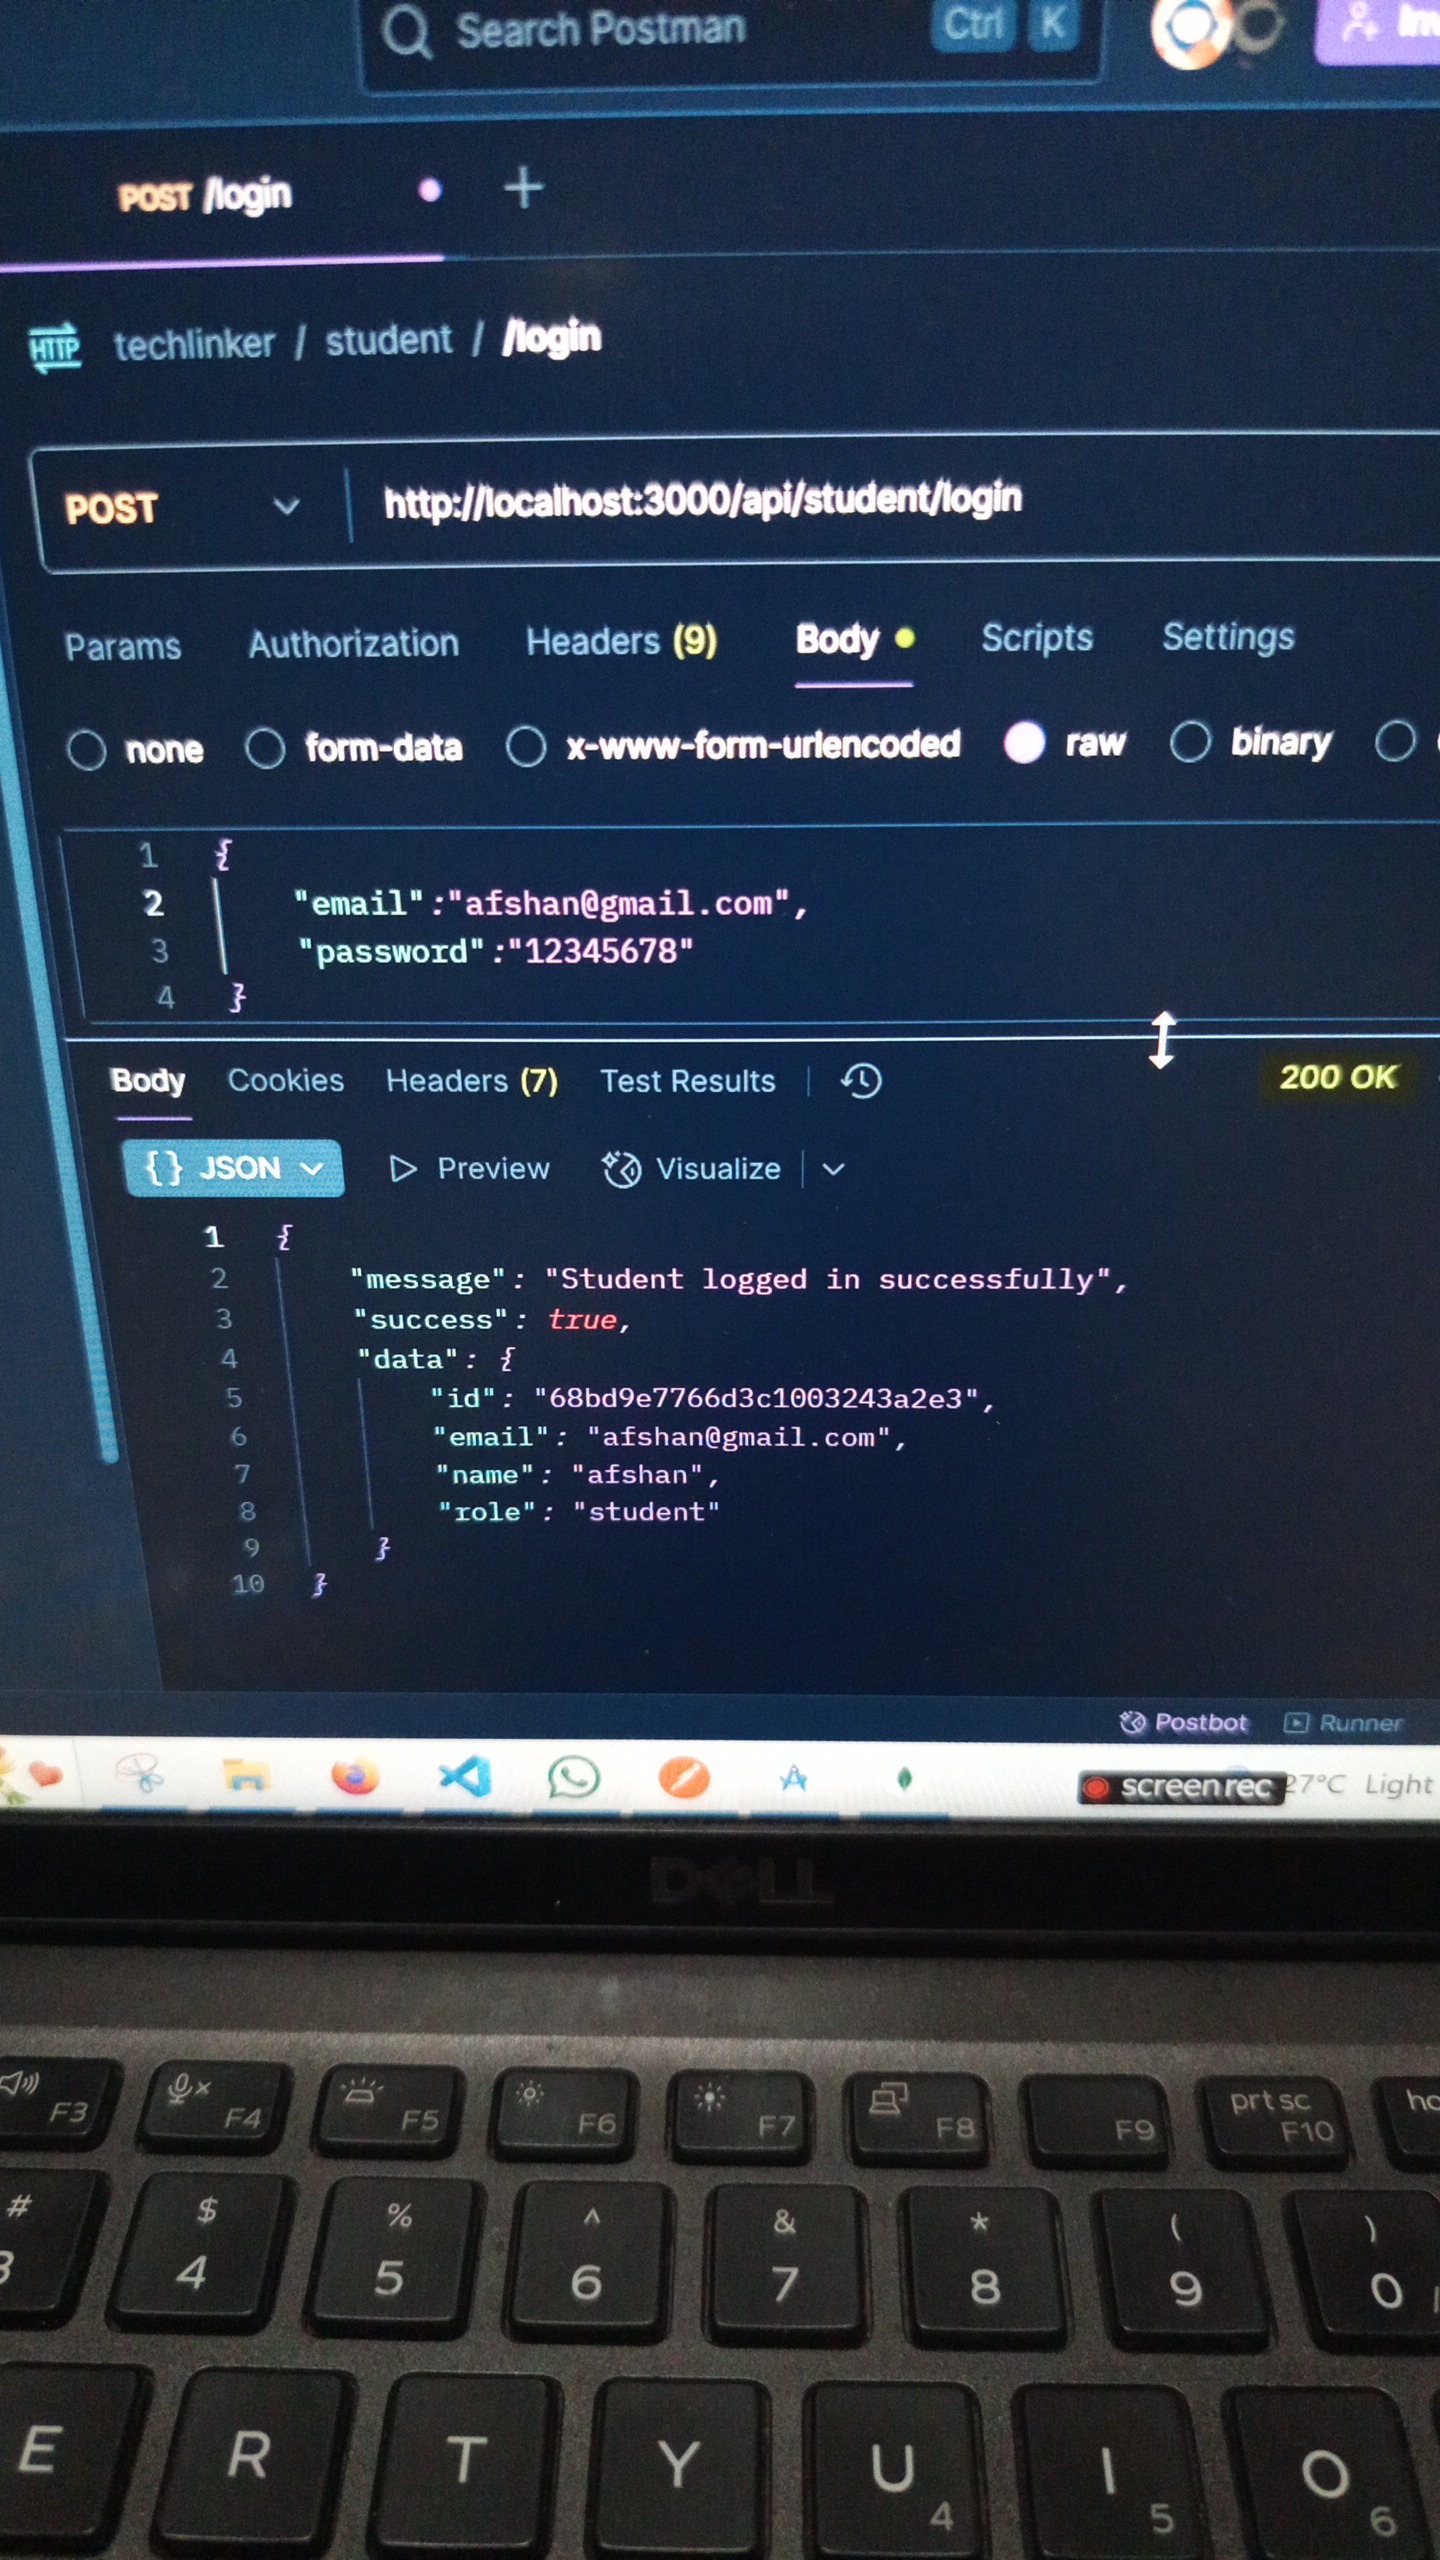 Search Postman Ctrl K
POST /login
HTTP techlinker / student / /login
POST http://localhost:3000/api/student/login
Params Authorization Headers (9) Body Scripts Settings
none form-data x-www-form-urlencoded raw binary
1 {
2 "email":"afshan@gmail.com",
3 "password":"12345678"
4 }
Body Cookies Headers (7) Test Results 200 OK
{} JSON Preview Visualize
1 {
2 "message": "Student logged in successfully",
3 "success": true,
4 "data": {
5 "id": "68bd9e7766d3c1003243a2e3",
6 "email": "afshan@gmail.com",
7 "name": "afshan",
8 "role": "student"
9 }
10 }
Postbot Runner
screenrec 27°C Light
DELL
F3 F4 F5 F6 F7 F8 F9 prt sc F10
# $ % ^ & * ( )
3 4 5 6 7 8 9 0
E R T Y U I O
4 5 6